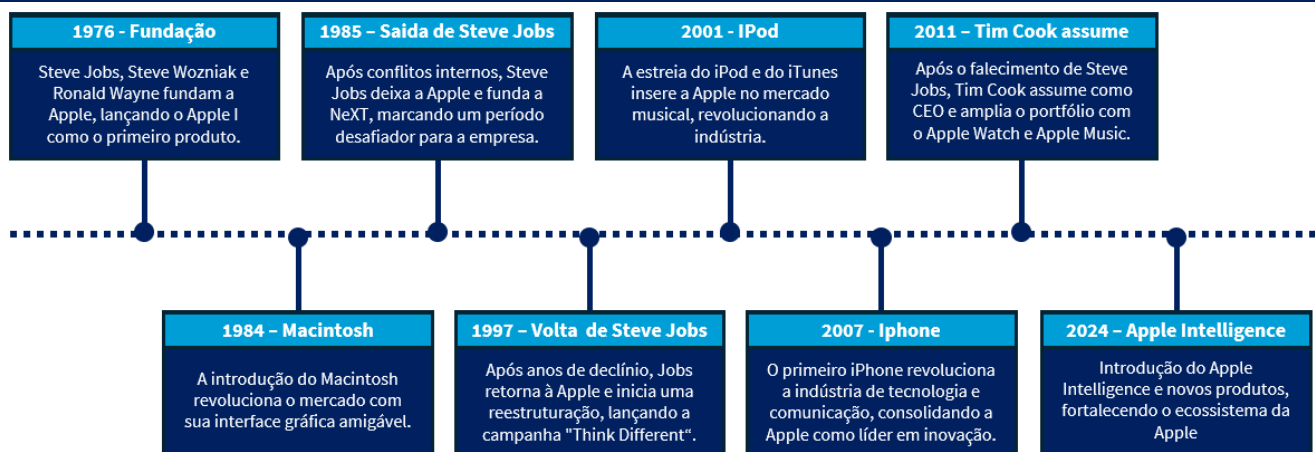 1976 - Fundação
Steve Jobs, Steve Wozniak e
Ronald Wayne fundam a
Apple, lançando o Apple I
como o primeiro produto.
1985 – Saida de Steve Jobs
Após conflitos internos, Steve
Jobs deixa a Apple e funda a
NeXT, marcando um período
desafiador para a empresa.
2001 - IPod
A estreia do iPod e do iTunes
insere a Apple no mercado
musical, revolucionando a
indústria.
2011 – Tim Cook assume
Após o falecimento de Steve
Jobs, Tim Cook assume como
CEO e amplia o portfólio com
o Apple Watch e Apple Music.
1984 – Macintosh
A introdução do Macintosh
revoluciona o mercado com
sua interface gráfica amigável.
1997 – Volta  de Steve Jobs
Após anos de declínio, Jobs
retorna à Apple e inicia uma
reestruturação, lançando a
campanha "Think Different“.
2007 - Iphone
O primeiro iPhone revoluciona
a indústria de tecnologia e
comunicação, consolidando a
Apple como líder em inovação.
2024 – Apple Intelligence
Introdução do Apple
Intelligence e novos produtos,
fortalecendo o ecossistema da
Apple